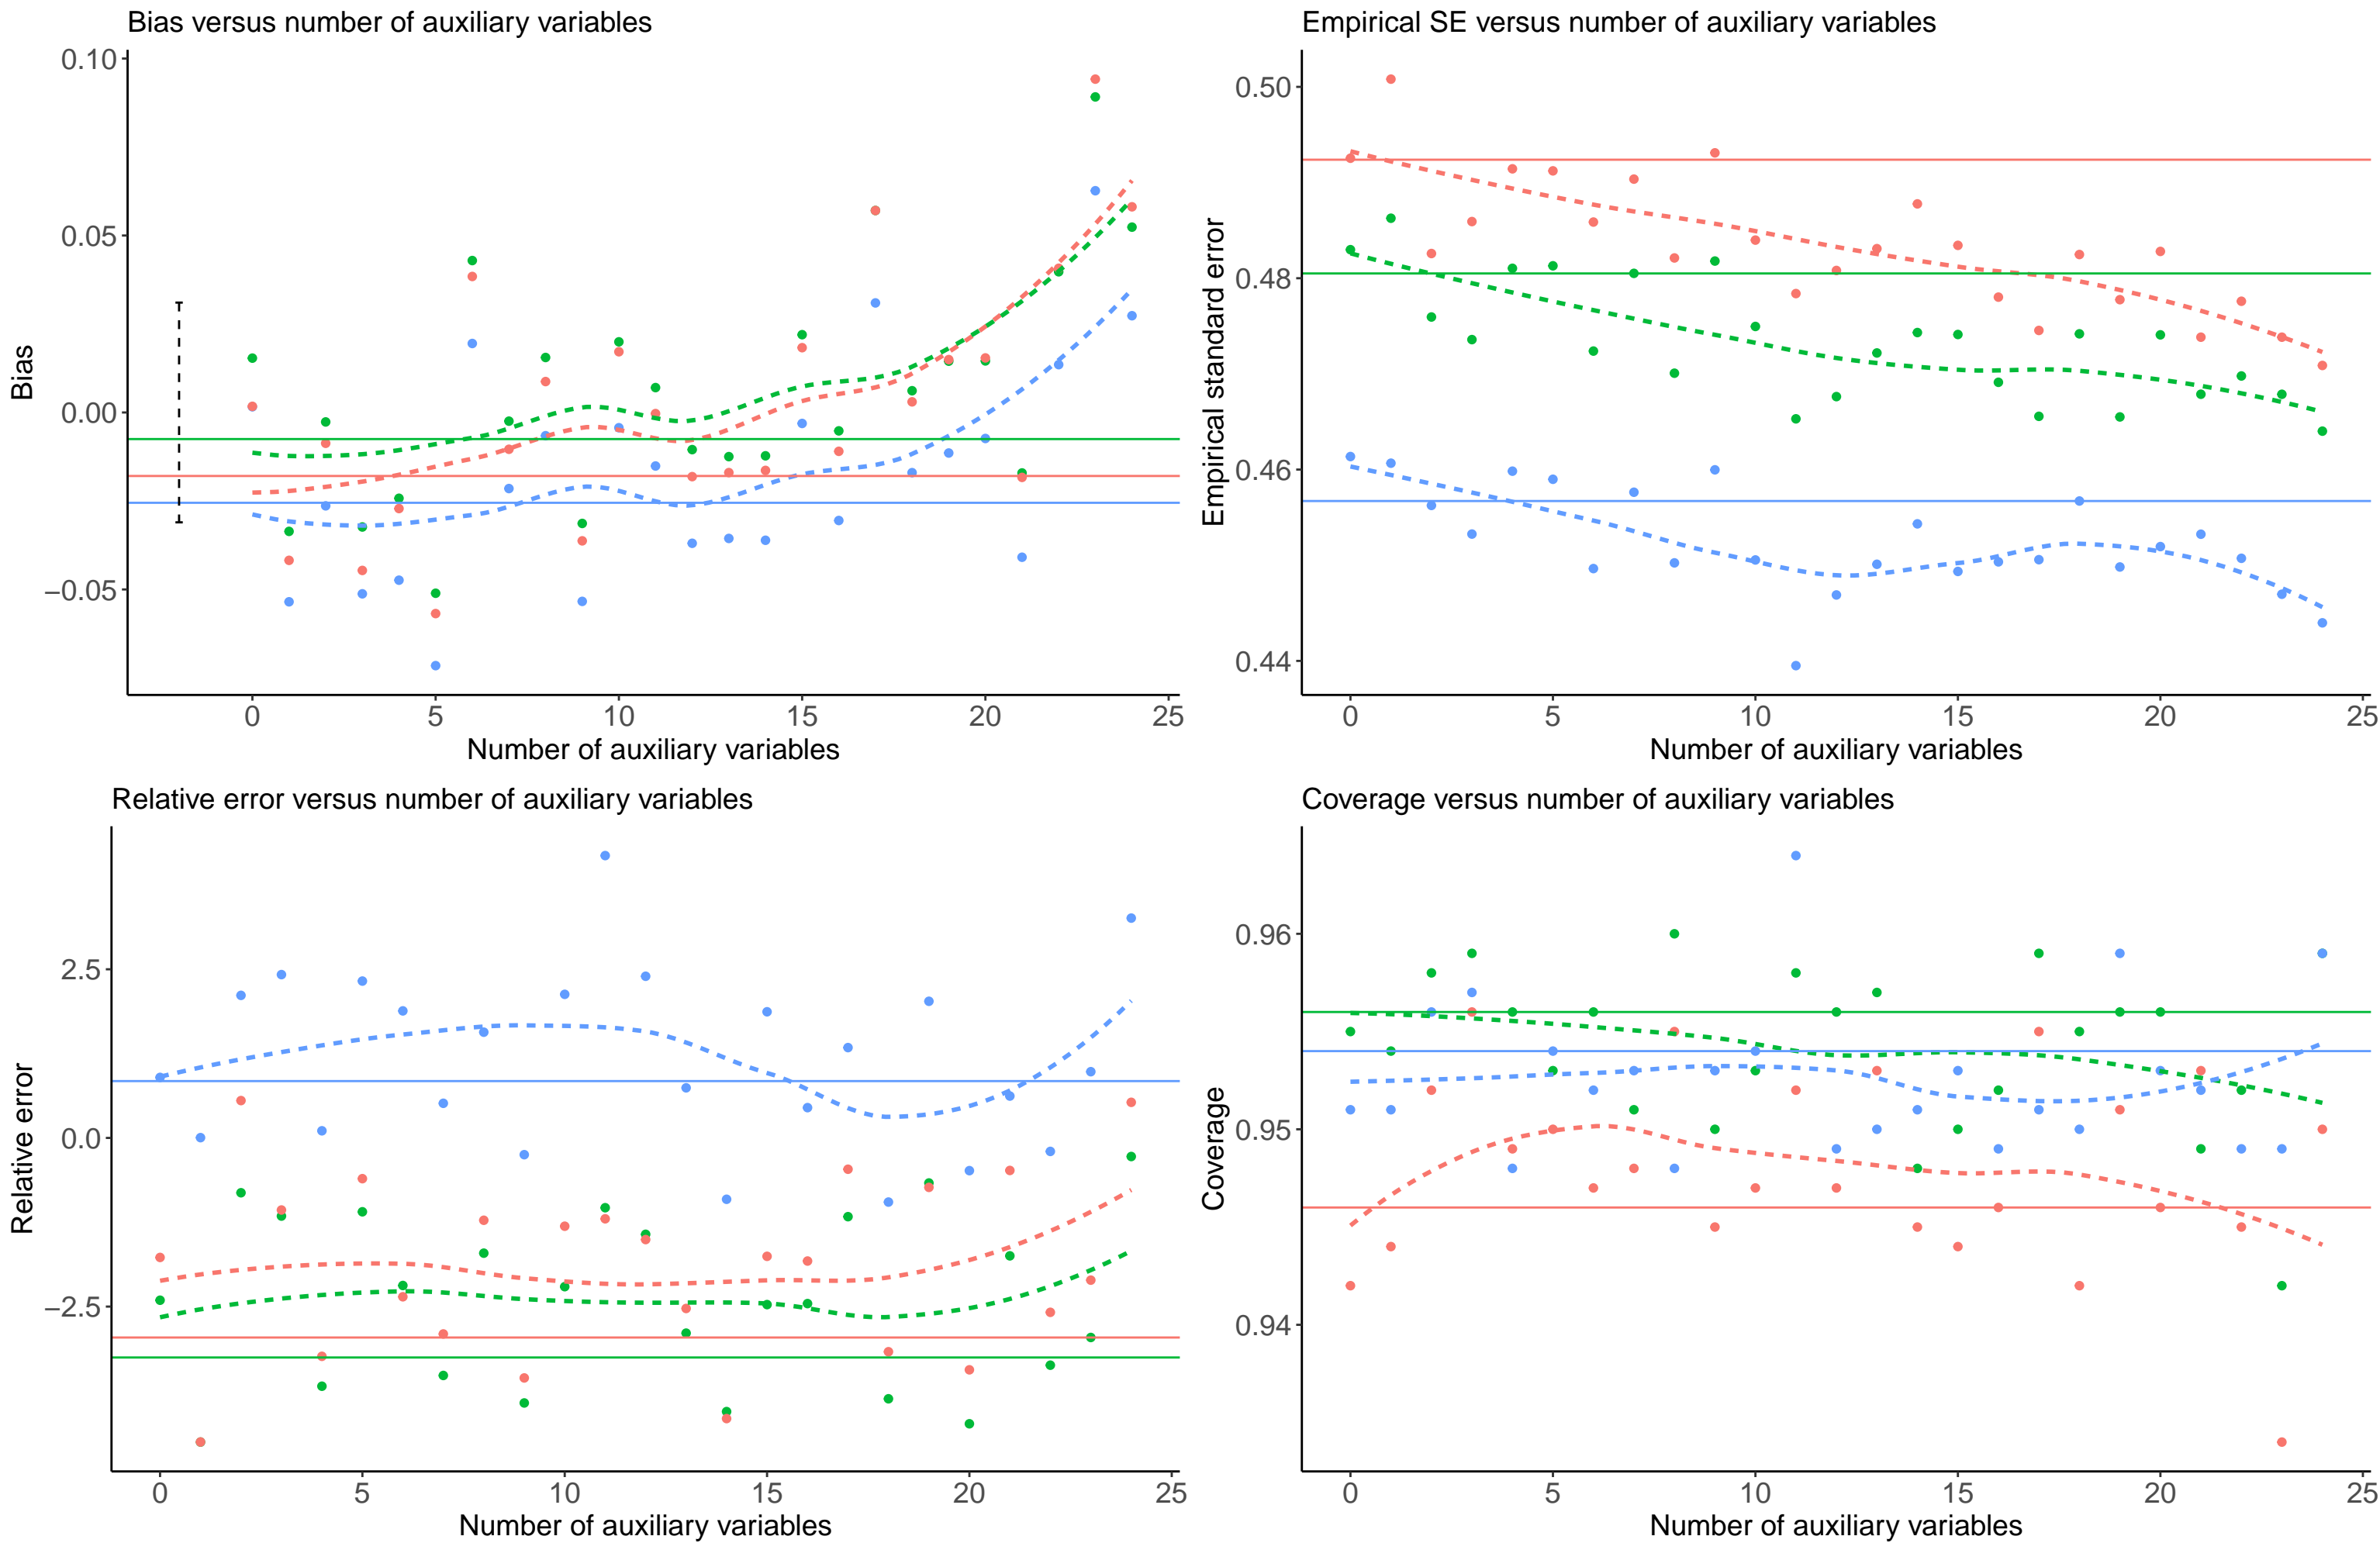 Bias versus number of auxiliary variables
0.10
0.05
0.00
−0.05
Bias
0 5 10 15 20 25
Number of auxiliary variables
Empirical SE versus number of auxiliary variables
0.50
0.48
0.46
0.44
Empirical standard error
0 5 10 15 20 25
Number of auxiliary variables
Relative error versus number of auxiliary variables
2.5
0.0
−2.5
Relative error
0 5 10 15 20 25
Number of auxiliary variables
Coverage versus number of auxiliary variables
0.96
0.95
0.94
Coverage
0 5 10 15 20 25
Number of auxiliary variables